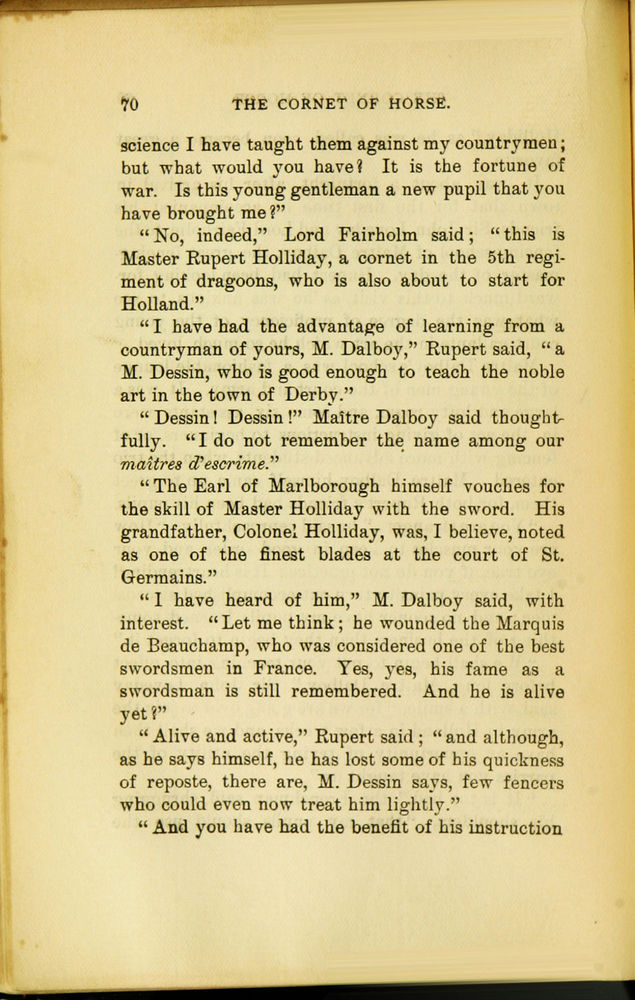 70 THE CORNET OF HORSE.
science I have taught them against my countrymen;
but what would you have? It is the fortune of
war. Is this young gentleman a new pupil that you
have brought me?”
“No, indeed,” Lord Fairholm said; “this is
Master Rupert Holliday, a cornet in the 5th regi-
ment of dragoons, who is also about to start for
Holland.”
“I have had the advantage of learning from a
countryman of yours, M. Dalboy,” Rupert said, “a
M. Dessin, who is good enough to teach the noble
art in the town of Derby.”
“Dessin! Dessin!” Maître Dalboy said thought-
fully. “I do not remember the name among our
maîtres d'escrime.”
“The Earl of Marlborough himself vouches for
the skill of Master Holliday with the sword. His
grandfather, Colonel Holliday, was, I believe, noted
as one of the finest blades at the court of St.
Germains.”
“I have heard of him,” M. Dalboy said, with
interest. “Let me think; he wounded the Marquis
de Beauchamp, who was considered one of the best
swordsmen in France. Yes, yes, his fame as a
swordsman is still remembered. And he is alive
yet?”
“Alive and active,” Rupert said; “and although,
as he says himself, he has lost some of his quickness
of reposte, there are, M. Dessin says, few fencers
who could even now treat him lightly.”
“And you have had the benefit of his instruction